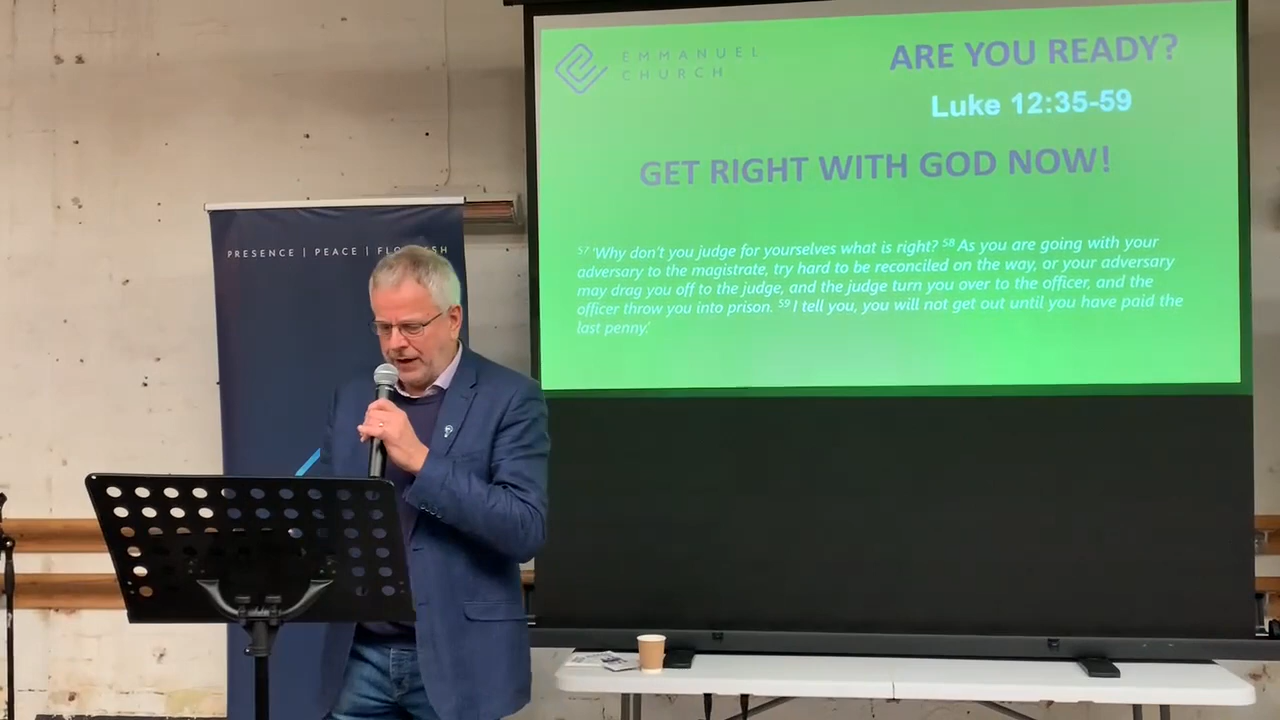 EMMANUEL
CHURCH
ARE YOU READY?
Luke 12:35-59
GET RIGHT WITH GOD NOW!
57 'Why don't you judge for yourselves what is right? 58 As you are going with your
adversary to the magistrate, try hard to be reconciled on the way, or your adversary
may drag you off to the judge, and the judge turn you over to the officer, and the
officer throw you into prison. 59 I tell you, you will not get out until you have paid the
last penny.'
PRESENCE | PEACE |